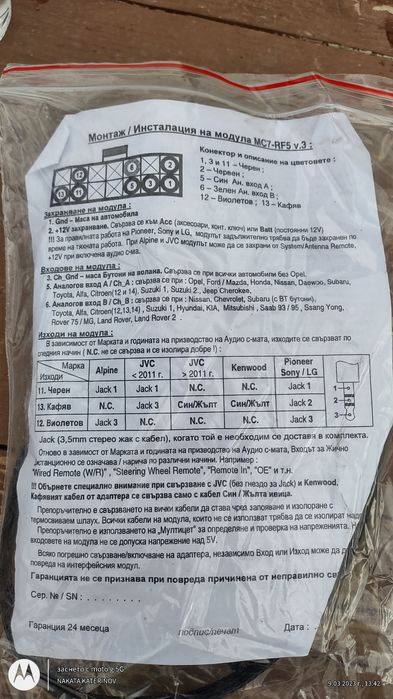 Монтаж / Инсталация на модула MC7-RF5 v.3 :
Конектор и описание на цветовете :
1, 3 и 11 – Черен ;
2 – Червен ;
5 – Син Ан. вход А ;
6 – Зелен Ан. вход В ;
12 – Виолетов ; 13 – Кафяв
12 6 2
13 11 5 3 1
Захранване на модула :
1. Gnd – Маса на автомобила
2. +12V захранване. Свързва се към Acc (аксесоари, конт. ключ) или Batt (постоянни 12V)
!!! За правилната работа на Pioneer, Sony и LG, модулът задължително трябва да бъде захранен по
време на тяхната работа. При Alpine и JVC модулът може да се захрани от System/Antenna Remote,
+12V при включена аудио с-ма.
Входове на модула :
3. Ch_Gnd – маса Бутони на волана. Свързва се при всички автомобили без Opel.
5. Аналогов вход А / Ch_A : свързва се при : Opel, Ford / Mazda, Honda, Nissan, Daewoo, Subaru,
Toyota, Alfa, Citroen (12 и 14), Suzuki 1, Suzuki 2 , Jeep Cherokee.
6. Аналогов вход В / Ch_B : свързва се при : Nissan, Chevrolet, Subaru (с BT бутони),
Toyota, Alfa, Citroen(12,13,14) , Suzuki 1, Hyundai, KIA, Mitsubishi , Saab 93 / 95 , Ssang Yong,
Rover 75 / MG, Land Rover, Land Rover 2 .
Изходи на модула :
В зависимост от Марката и годината на производство на Аудио с-мата, изходите се свързват по
следния начин ( N.C. не се свързва и се изолира добре !) :
Марка Изходи Alpine JVC < 2011 г. JVC > 2011 г. Kenwood Pioneer Sony / LG
11. Черен Jack 1 Jack 1 N.C. N.C. Jack 1 1
13. Кафяв N.C. Jack 3 Син/Жълт Син/Жълт Jack 2 2
12. Виолетов Jack 3 N.C. N.C. N.C. Jack 3 3
Jack (3,5mm стерео жак с кабел), когато той е необходим се доставя в комплекта.
Отново в зависимост от Марката и годината на производство на Аудио с-мата, Входът за Жично
дистанционно се означава / нарича по различни начини. Например :
"Wired Remote (W/R)" , "Steering Wheel Remote", "Remote In", "OE" и т.н.
!!! Обърнете специално внимание при свързване с JVC (без гнездо за Jack) и Kenwood,
Кафявият кабел от адаптера се свързва само с кабел Син / Жълта ивица.
Препоръчително е свързването на всички кабели да става чрез запояване и изолиране с
термосвиваем шлаух. Всички кабели на модула, които не се използват трябва да се изолират
Препоръчително е използването на „Мултицет" за определяне и проверка на напреженията. Н
входовете на модула не се допуска напрежение над 5V.
Всяко погрешно свързване/включване на адаптера, независимо Вход или Изход може да д
повреда на интерфейсния модул.
Гаранцията не се признава при повреда причинена от неправилно св
Сер. № / SN : . . . . . . . .
Гаранция 24 месеца
подпис/печат
Дата :
заснето с moto g 5G
NAKATA KATERINOV
9.03.2023 г., 13:42